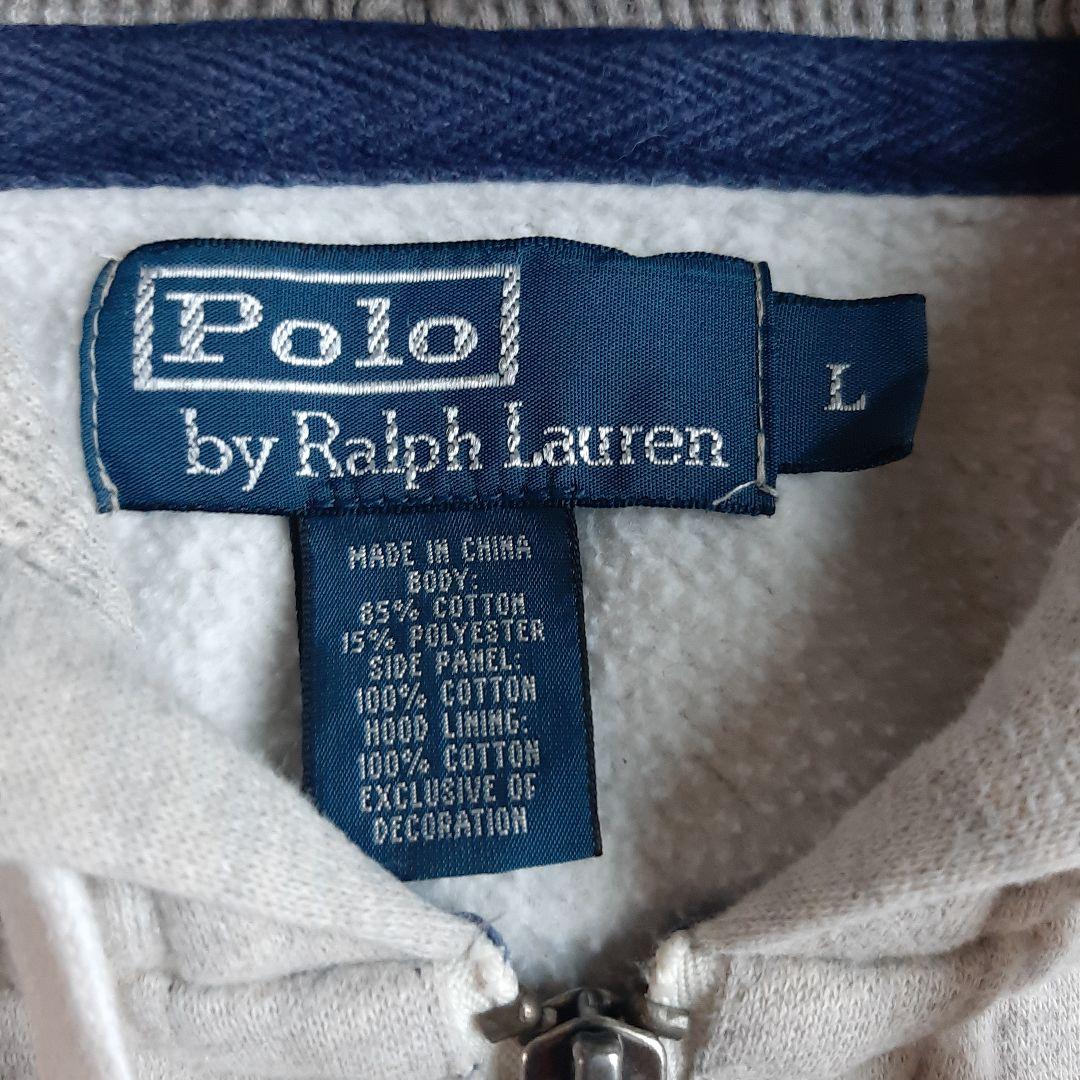 Polo
by Ralph Lauren
L
MADE IN CHINA
BODY:
85% COTTON
15% POLYESTER
SIDE PANEL:
100% COTTON
HOOD LINING:
100% COTTON
EXCLUSIVE OF
DECORATION